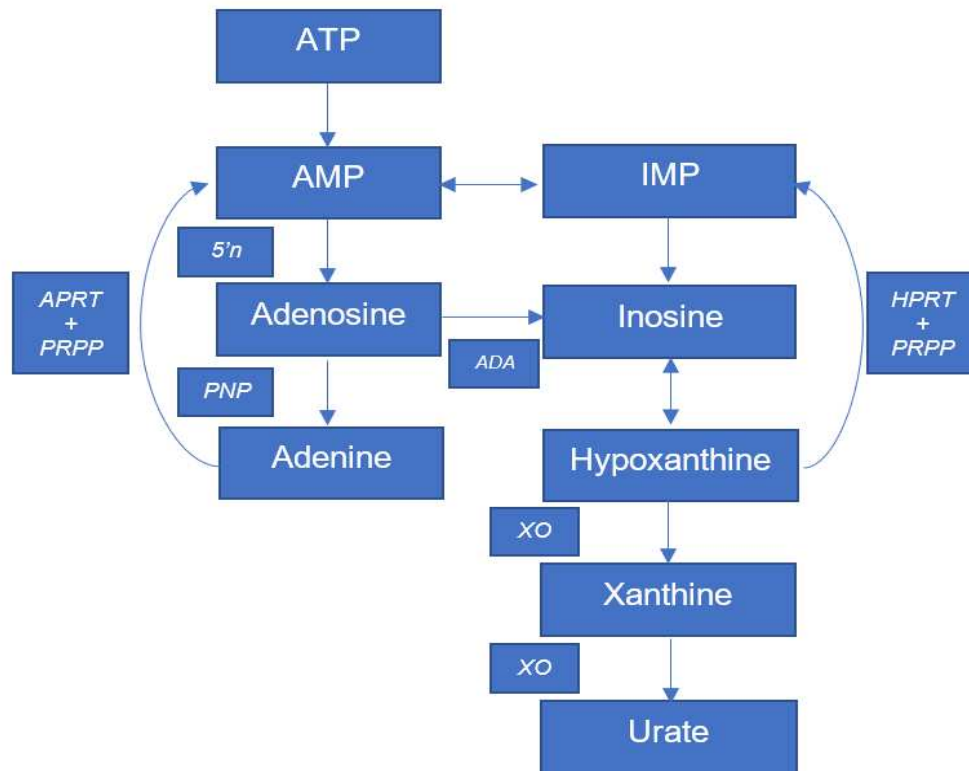 ATP
AMP
IMP
5'n
APRT
+
PRPP
Adenosine
Inosine
HPRT
+
PRPP
ADA
PNP
Adenine
Hypoxanthine
XO
Xanthine
XO
Urate